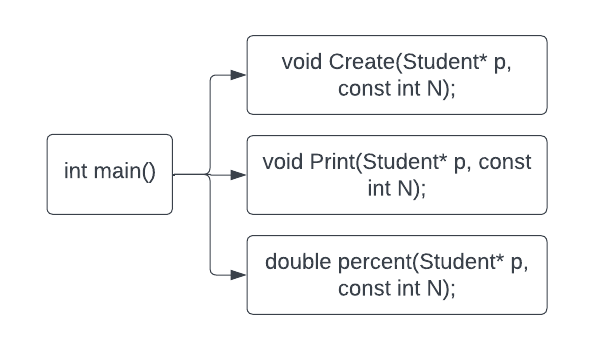 void Create(Student* p,
const int N);
int main()
void Print(Student* p, const
int N);
double percent(Student* p,
const int N);